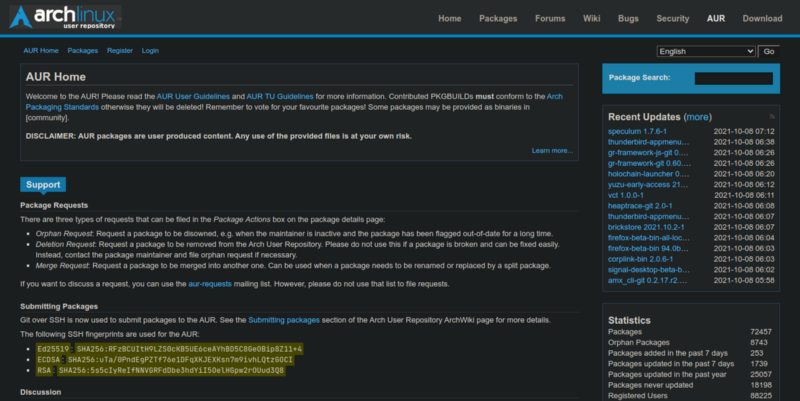 archlinux
user repository
Home Packages Forums Wiki Bugs Security AUR Download
AUR Home Packages Register Login
English Go
AUR Home
Welcome to the AUR! Please read the AUR User Guidelines and AUR TU Guidelines for more information. Contributed PKGBUILDs must conform to the Arch
Packaging Standards otherwise they will be deleted! Remember to vote for your favourite packages! Some packages may be provided as binaries in
[community].
DISCLAIMER: AUR packages are user produced content. Any use of the provided files is at your own risk.
Learn more...
Support
Package Requests
There are three types of requests that can be filed in the Package Actions box on the package details page:
• Orphan Request: Request a package to be disowned, e.g. when the maintainer is inactive and the package has been flagged out-of-date for a long time.
• Deletion Request: Request a package to be removed from the Arch User Repository. Please do not use this if a package is broken and can be fixed easily.
Instead, contact the package maintainer and file orphan request if necessary.
• Merge Request: Request a package to be merged into another one. Can be used when a package needs to be renamed or replaced by a split package.
If you want to discuss a request, you can use the aur-requests mailing list. However, please do not use that list to file requests.
Submitting Packages
Git over SSH is now used to submit packages to the AUR. See the Submitting packages section of the Arch User Repository ArchWiki page for more details.
The following SSH fingerprints are used for the AUR:
• Ed25519: SHA256:RFzBCUItH9LZS0cKB5UE6ceAYhBD5C8GeOBip8Z11+4
• ECDSA: SHA256:uTa/0PndEgPZTf76e1DFqXKJEXKsn7m9ivhLQtzGOCI
• RSA: SHA256:5s5cIyReIfNNVGRFdDbe3hdYiI5OelHGpw2rOUud3Q8
Discussion
Package Search:
Recent Updates (more)
speculum 1.7.6-1 2021-10-08 07:12
thunderbird-appmenu... 2021-10-08 06:38
gr-framework-js-git 0.... 2021-10-08 06:26
gr-framework-git 0.60.... 2021-10-08 06:26
holochain-launcher 0.... 2021-10-08 06:20
yuzu-early-access 21... 2021-10-08 06:12
vct 1.0.0-1 2021-10-08 06:11
heaptrace-git 2.0-1 2021-10-08 06:08
thunderbird-appmenu... 2021-10-08 06:07
brickstore 2021.10.2-1 2021-10-08 06:07
firefox-beta-bin-all-loc... 2021-10-08 06:04
firefox-beta-bin 94.0b... 2021-10-08 06:03
corplink-bin 2.0.6-1 2021-10-08 06:03
signal-desktop-beta-b... 2021-10-08 06:02
amx_cli-git 0.2.17.r2.... 2021-10-08 05:58
Statistics
Packages 72457
Orphan Packages 8743
Packages added in the past 7 days 253
Packages updated in the past 7 days 1739
Packages updated in the past year 25057
Packages never updated 18198
Registered Users 88225